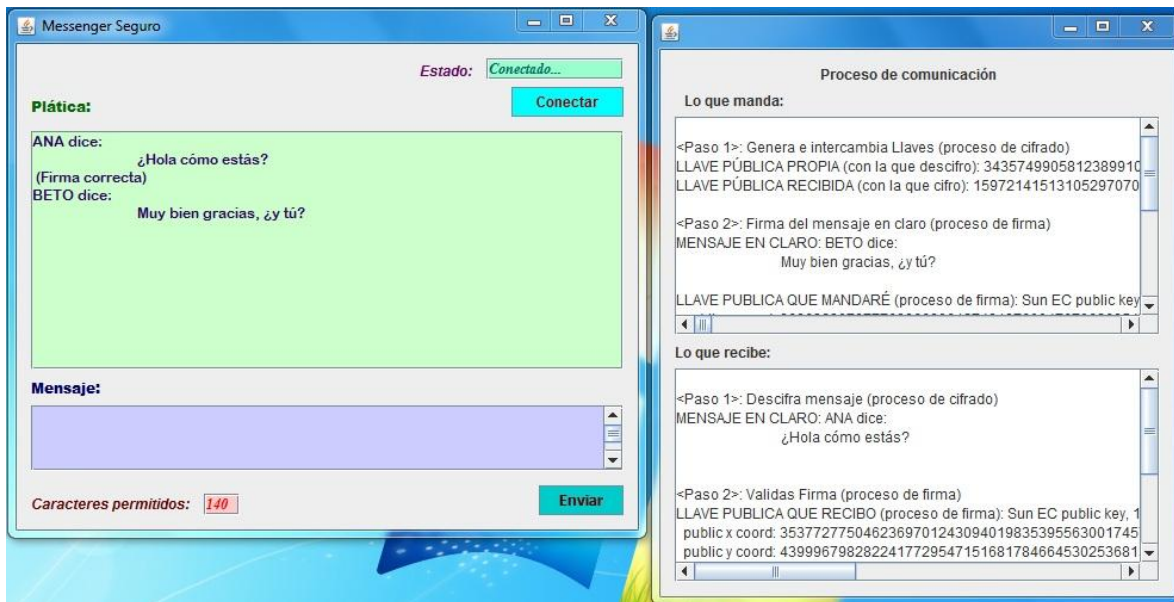 Messenger Seguro
Estado: Conectado...
Conectar
Plática:
ANA dice:
¿Hola cómo estás?
(Firma correcta)
BETO dice:
Muy bien gracias, ¿y tú?
Mensaje:
Caracteres permitidos: 140
Enviar
Proceso de comunicación
Lo que manda:
<Paso 1>: Genera e intercambia Llaves (proceso de cifrado)
LLAVE PÚBLICA PROPIA (con la que descifro): 3435749905812389910
LLAVE PÚBLICA RECIBIDA (con la que cifro): 15972141513105297070
<Paso 2>: Firma del mensaje en claro (proceso de firma)
MENSAJE EN CLARO: BETO dice:
Muy bien gracias, ¿y tú?
LLAVE PUBLICA QUE MANDARÉ (proceso de firma): Sun EC public key
Lo que recibe:
<Paso 1>: Descifra mensaje (proceso de cifrado)
MENSAJE EN CLARO: ANA dice:
¿Hola cómo estás?
<Paso 2>: Validas Firma (proceso de firma)
LLAVE PUBLICA QUE RECIBO (proceso de firma): Sun EC public key, 1
public x coord: 3537727750462369701243094019835395563001745
public y coord: 439996798282241772954715168178466453025368​1